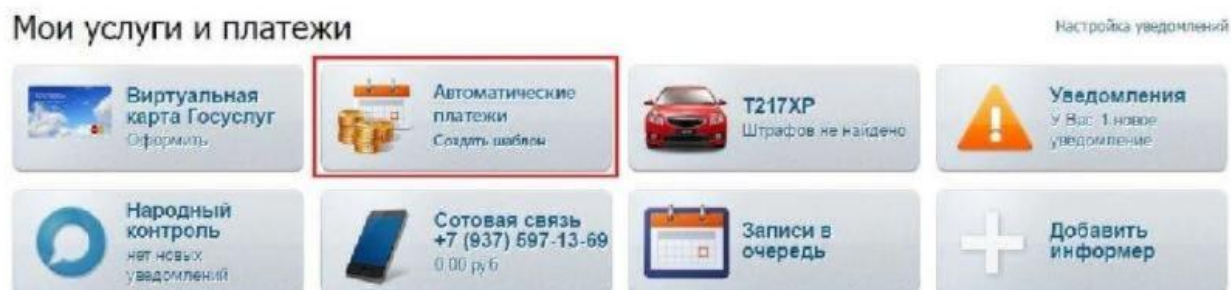 Мои услуги и платежи
Настройка уведомлений
Виртуальная
карта Госуслуг
Оформить
Автоматические
платежи
Создать шаблон
Т217ХР
Штрафов не найдено
Уведомления
У Вас 1 новое
уведомление
Народный
контроль
нет новых
уведомлений
Сотовая связь
+7 (937) 597-13-69
0.00 руб
Записи в
очередь
Добавить
информер